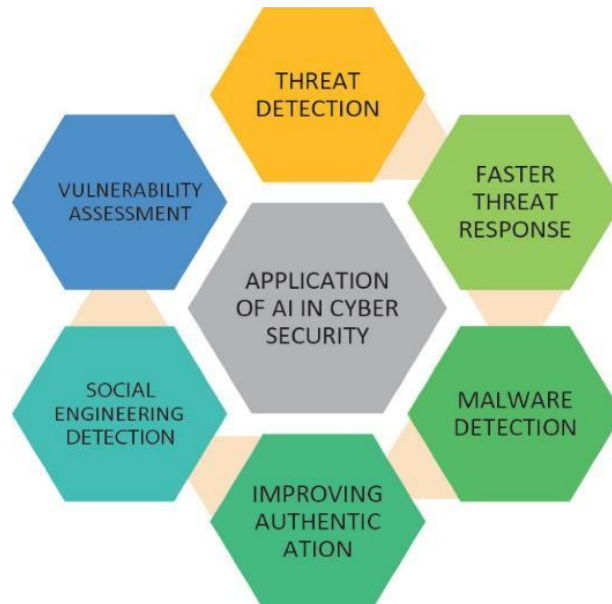 THREAT
DETECTION
FASTER
THREAT
RESPONSE
MALWARE
DETECTION
IMPROVING
AUTHENTIC
ATION
SOCIAL
ENGINEERING
DETECTION
VULNERABILITY
ASSESSMENT
APPLICATION
OF AI IN CYBER
SECURITY